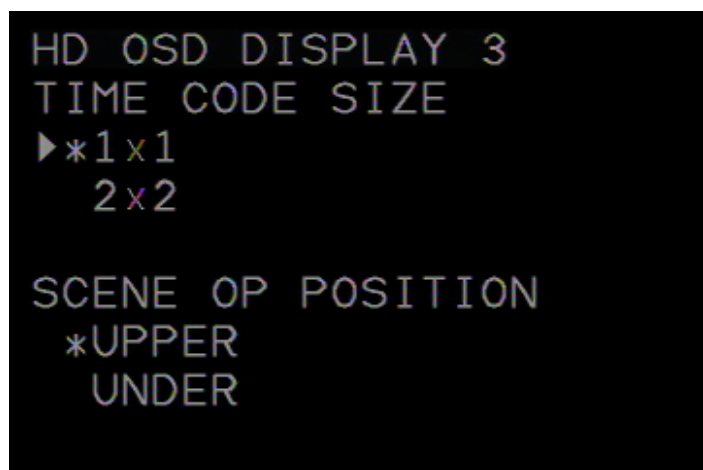 HD OSD DISPLAY 3
TIME CODE SIZE
▶*1x1
2x2
SCENE OP POSITION
*UPPER
UNDER